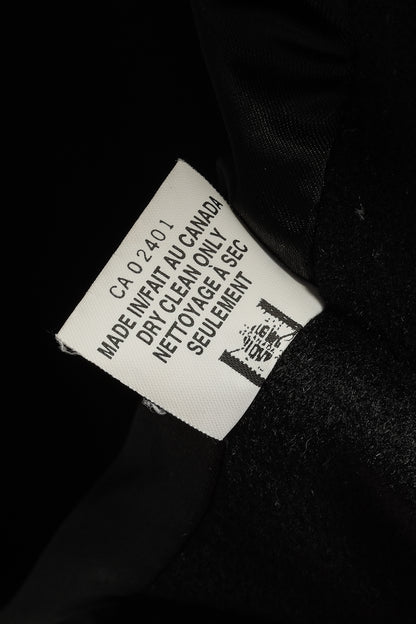 CA 02401
MADE IN/FAIT AU CANADA
DRY CLEAN ONLY
NETTOYAGE À SEC
SEULEMENT